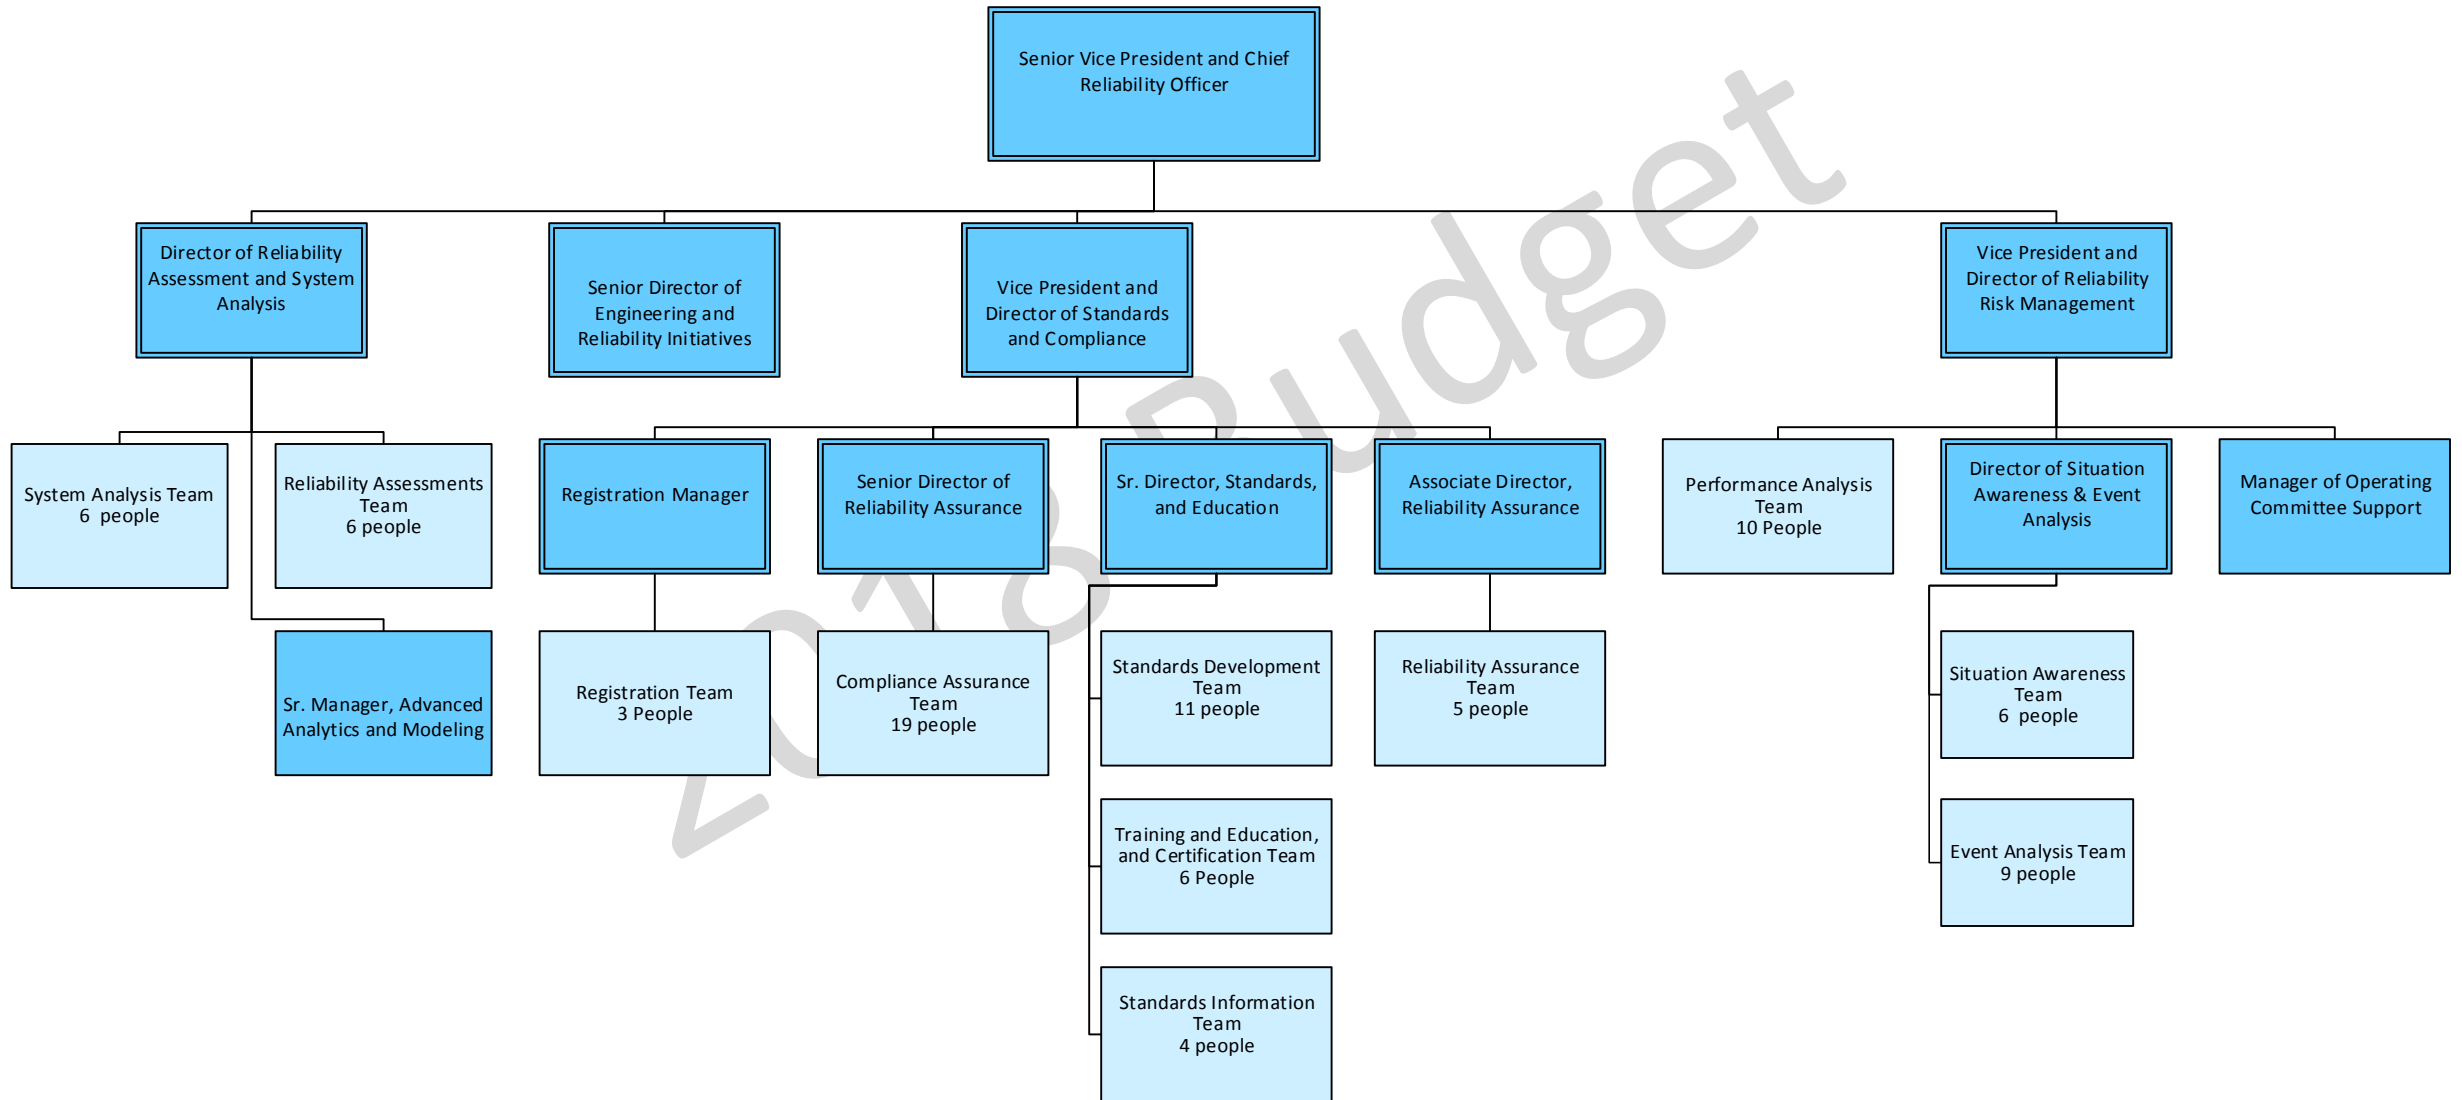 Senior Vice President and Chief
Reliability Officer
Director of Reliability
Assessment and System
Analysis
Senior Director of
Engineering and
Reliability Initiatives
Vice President and
Director of Standards
and Compliance
Vice President and
Director of Reliability
Risk Management
System Analysis Team
6 people
Reliability Assessments
Team
6 people
Registration Manager
Senior Director of
Reliability Assurance
Sr. Director, Standards,
and Education
Associate Director,
Reliability Assurance
Performance Analysis
Team
10 People
Director of Situation
Awareness & Event
Analysis
Manager of Operating
Committee Support
Sr. Manager, Advanced
Analytics and Modeling
Registration Team
3 People
Compliance Assurance
Team
19 people
Standards Development
Team
11 people
Reliability Assurance
Team
5 people
Situation Awareness
Team
6 people
Training and Education,
and Certification Team
6 People
Event Analysis Team
9 people
Standards Information
Team
4 people
2018 Budget